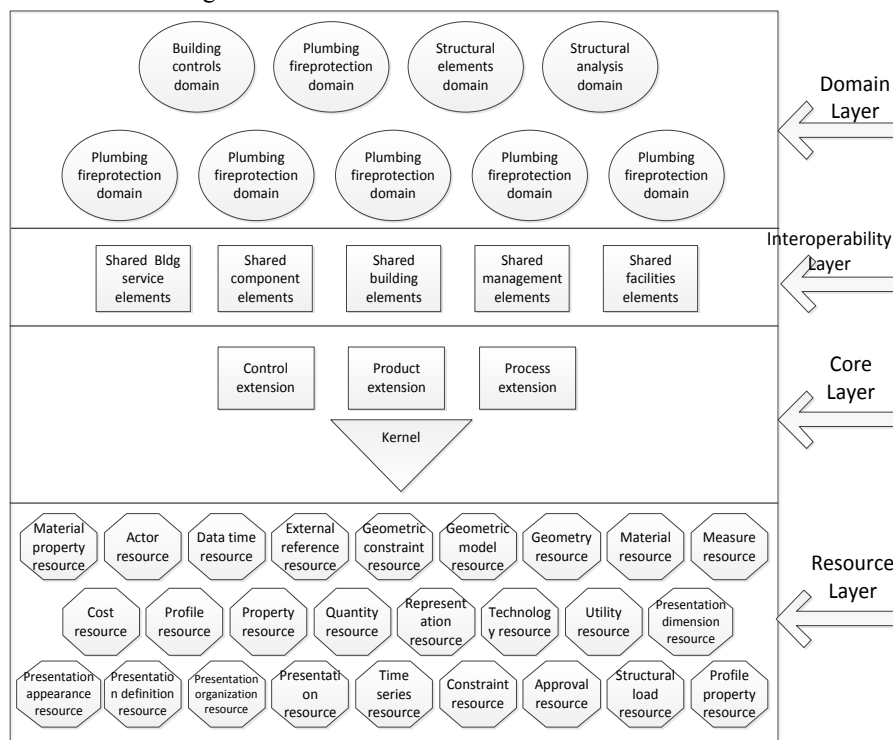 Building
controls
domain
Plumbing
fireprotection
domain
Structural
elements
domain
Structural
analysis
domain
Domain
Layer
Plumbing
fireprotection
domain
Plumbing
fireprotection
domain
Plumbing
fireprotection
domain
Plumbing
fireprotection
domain
Plumbing
fireprotection
domain
Interoperability
Layer
Shared Bldg
service
elements
Shared
component
elements
Shared
building
elements
Shared
management
elements
Shared
facilities
elements
Core
Layer
Control
extension
Product
extension
Process
extension
Kernel
Resource
Layer
Material
property
resource
Actor
resource
Data time
resource
External
reference
resource
Geometric
constraint
resource
Geometric
model
resource
Geometry
resource
Material
resource
Measure
resource
Cost
resource
Profile
resource
Property
resource
Quantity
resource
Represent
ation
resource
Technolog
y resource
Utility
resource
Presentation
dimension
resource
Presentation
appearance
resource
Presentatio
n definition
resource
Presentation
organization
resource
Presentati
on
resource
Time
series
resource
Constraint
resource
Approval
resource
Structural
load
resource
Profile
property
resource